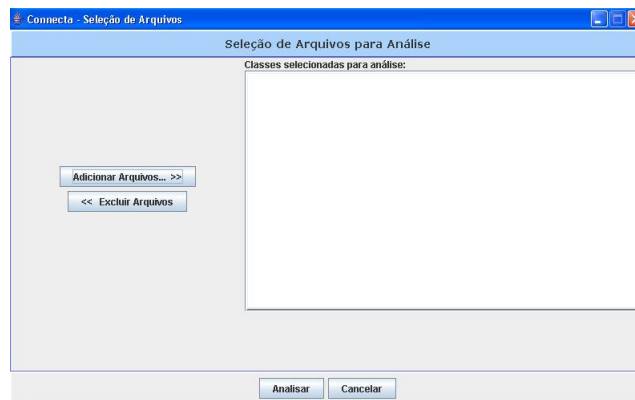 Connecta - Seleção de Arquivos
Seleção de Arquivos para Análise
Classes selecionadas para análise:
Adicionar Arquivos... >>
<< Excluir Arquivos
Analisar Cancelar